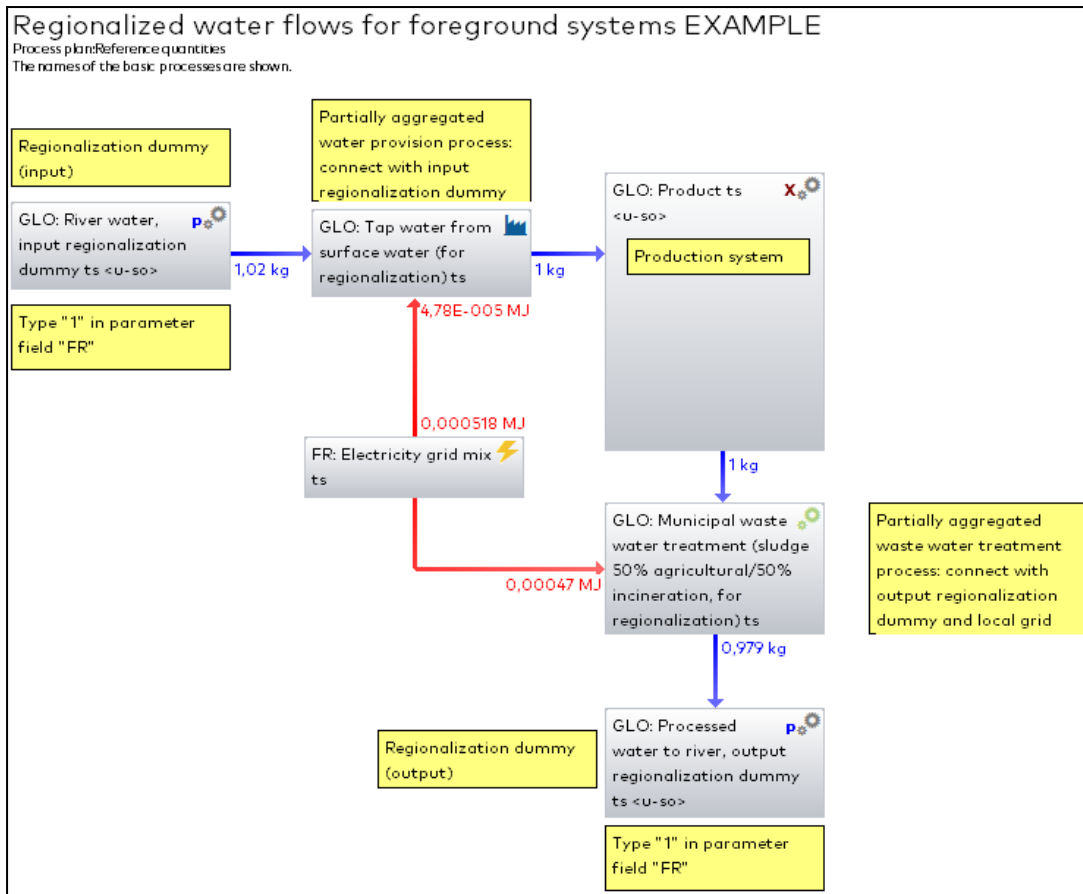 Regionalized water flows for foreground systems EXAMPLE
Process plan:Reference quantities
The names of the basic processes are shown.
Regionalization dummy
(input)
Partially aggregated
water provision process:
connect with input
regionalization dummy
GLO: River water,
input regionalization
dummy ts <u-so>
p
1,02 kg
GLO: Tap water from
surface water (for
regionalization) ts
1 kg
GLO: Product ts
<u-so>
X
Production system
Type "1" in parameter
field "FR"
4,78E-005 MJ
0,000518 MJ
FR: Electricity grid mix
ts
0,00047 MJ
1 kg
GLO: Municipal waste
water treatment (sludge
50% agricultural/50%
incineration, for
regionalization) ts
Partially aggregated
waste water treatment
process: connect with
output regionalization
dummy and local grid
0,979 kg
Regionalization dummy
(output)
GLO: Processed
water to river, output
regionalization dummy
ts <u-so>
p
Type "1" in parameter
field "FR"